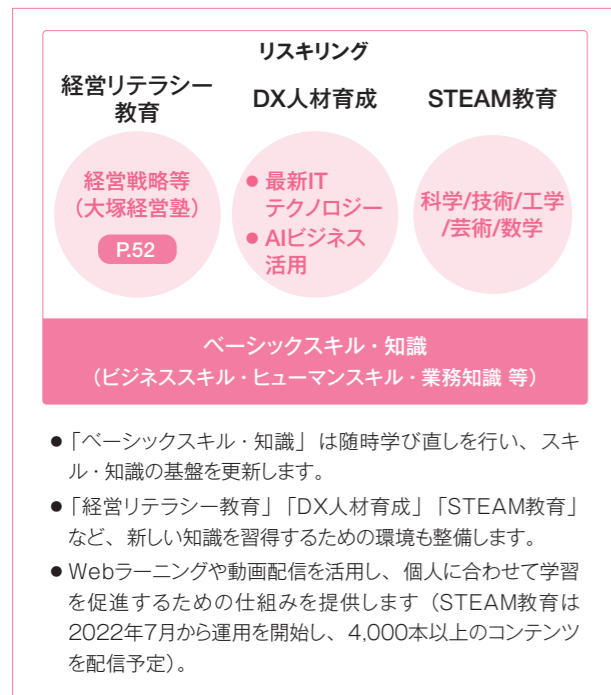 リスキリング
経営リテラシー
教育
DX人材育成
STEAM教育
経営戦略等
（大塚経営塾）
P.52
● 最新IT
テクノロジー
● AIビジネス
活用
科学/技術/工学
/芸術/数学
ベーシックスキル・知識
（ビジネススキル・ヒューマンスキル・業務知識 等）
●「ベーシックスキル・知識」は随時学び直しを行い、スキ
ル・知識の基盤を更新します。
●「経営リテラシー教育」「DX人材育成」「STEAM教育」
など、新しい知識を習得するための環境も整備します。
● Webラーニングや動画配信を活用し、個人に合わせて学習
を促進するための仕組みを提供します（STEAM教育は
2022年7月から運用を開始し、4,000本以上のコンテンツ
を配信予定）。